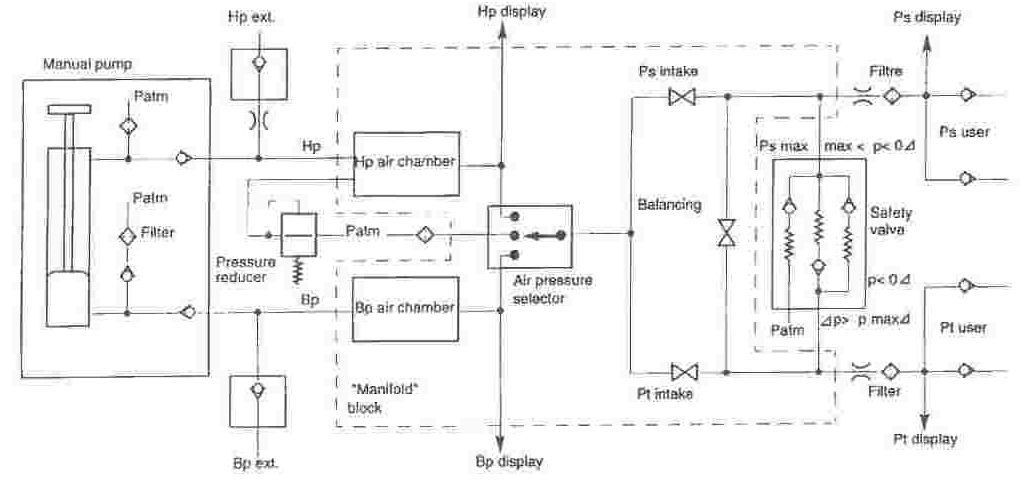 Hp ext.
Hp display
Ps display
Manual pump
Patm
Ps intake
Filtre
Hp
Hp air chamber
Ps user
Ps max
max < p< 0⊿
Patm
Filter
Patm
Balancing
Safety
valve
Pressure
reducer
Air pressure
selector
p< 0⊿
Bp
Bp air chamber
Patm
⊿p> p max⊿
Pt user
"Manifold"
block
Pt intake
Filter
Bp ext.
Bp display
Pt display